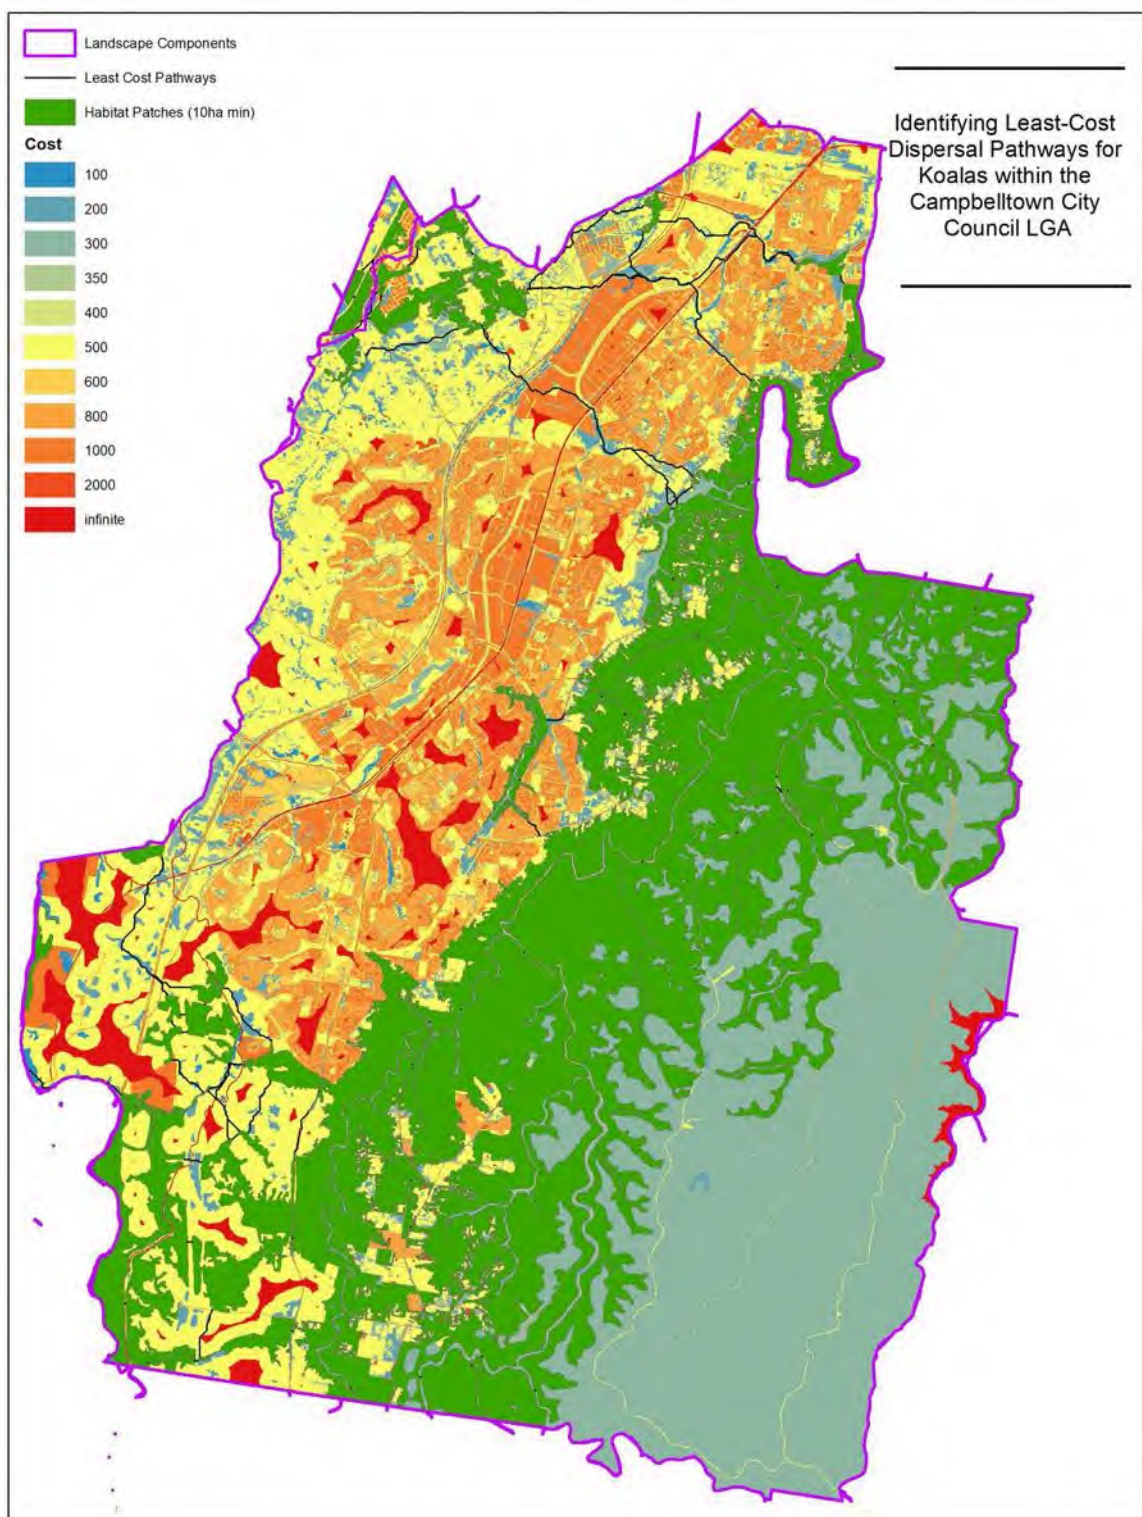 Landscape Components
Least Cost Pathways
Habitat Patches (10ha min)
Cost
100
200
300
350
400
500
600
800
1000
2000
infinite
Identifying Least-Cost
Dispersal Pathways for
Koalas within the
Campbelltown City
Council LGA